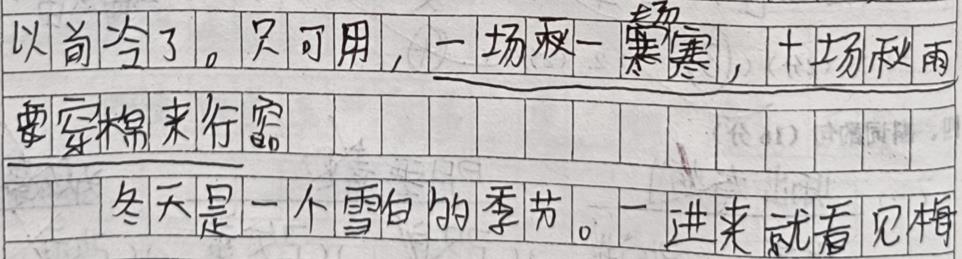 以前冷了。只可用,一场秋一场寒,十场秋雨
要穿棉来行容
冬天是一个雪白的季节。一进来就看见梅